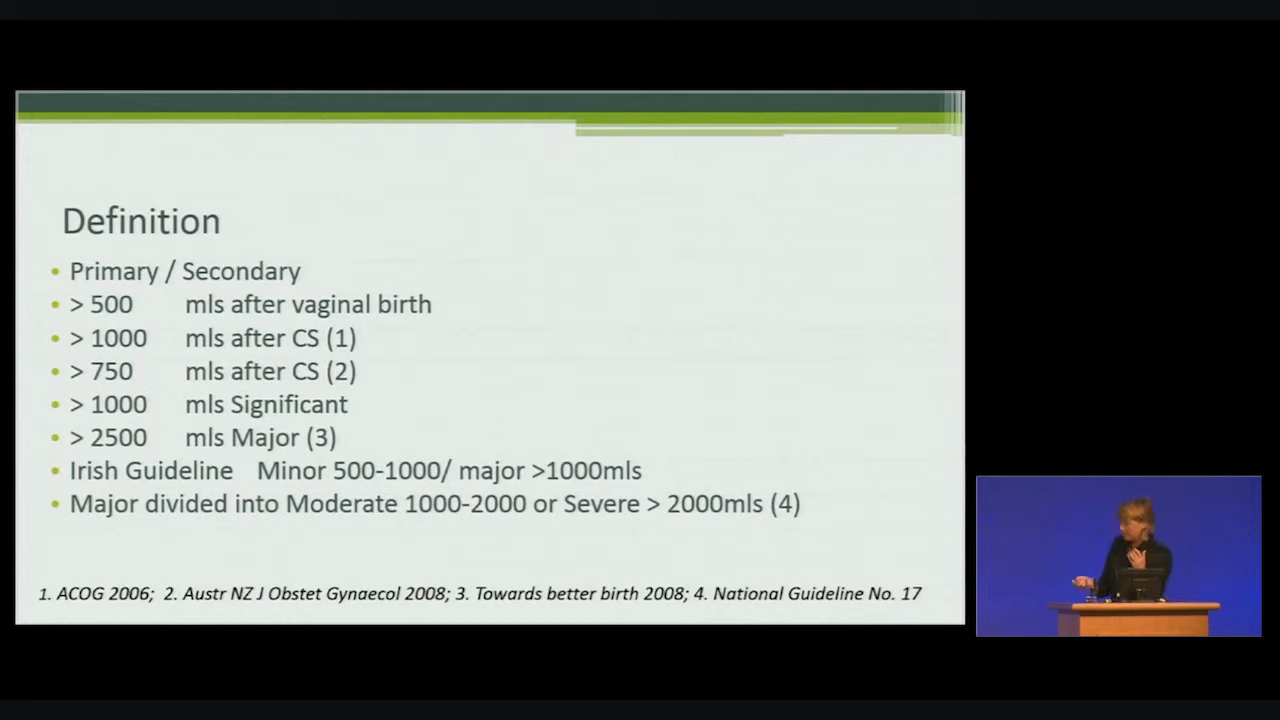 Definition
• Primary / Secondary
• > 500 mls after vaginal birth
• > 1000 mls after CS (1)
• > 750 mls after CS (2)
• > 1000 mls Significant
• > 2500 mls Major (3)
• Irish Guideline Minor 500-1000/ major >1000mls
• Major divided into Moderate 1000-2000 or Severe > 2000mls (4)
1. ACOG 2006; 2. Austr NZ J Obstet Gynaecol 2008; 3. Towards better birth 2008; 4. National Guideline No. 17